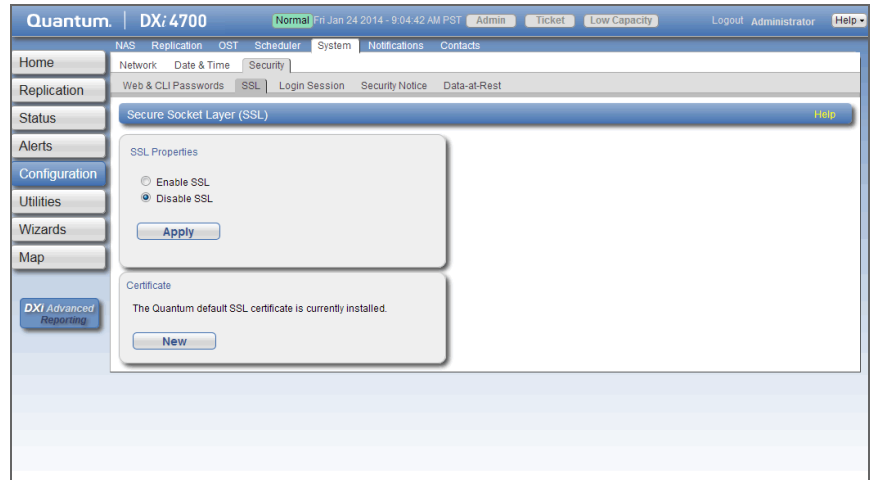 Quantum. DXi 4700 Normal Fri Jan 24 2014 - 9:04:42 AM PST Admin Ticket Low Capacity Logout Administrator Help
NAS Replication OST Scheduler System Notifications Contacts
Home
Network Date & Time Security
Replication
Web & CLI Passwords SSL Login Session Security Notice Data-at-Rest
Status
Secure Socket Layer (SSL) Help
Alerts
SSL Properties
Configuration
Enable SSL
Utilities
Disable SSL
Wizards
Apply
Map
Certificate
DXi Advanced
Reporting
The Quantum default SSL certificate is currently installed.
New